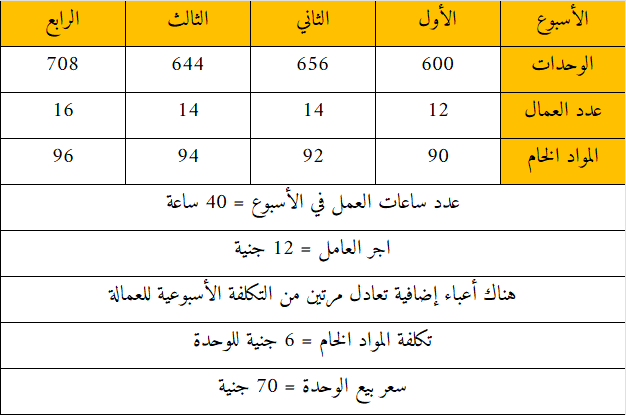 الأسبوع الأول الثاني الثالث الرابع
الوحدات 600 656 644 708
عدد العمال 12 14 14 16
المواد الخام 90 92 94 96
عدد ساعات العمل في الأسبوع = 40 ساعة
اجر العامل = 12 جنية
هناك أعباء إضافية تعادل مرتين من التكلفة الأسبوعية للعمالة
تكلفة المواد الخام = 6 جنية للوحدة
سعر بيع الوحدة = 70 جنية